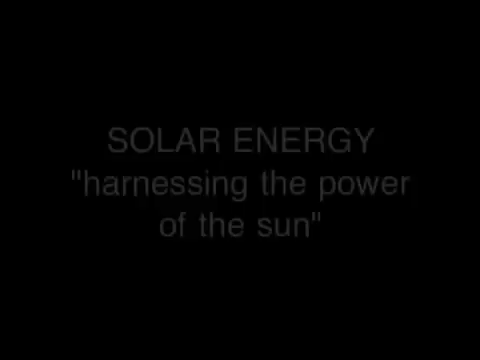 SOLAR ENERGY
"harnessing the power
of the sun"